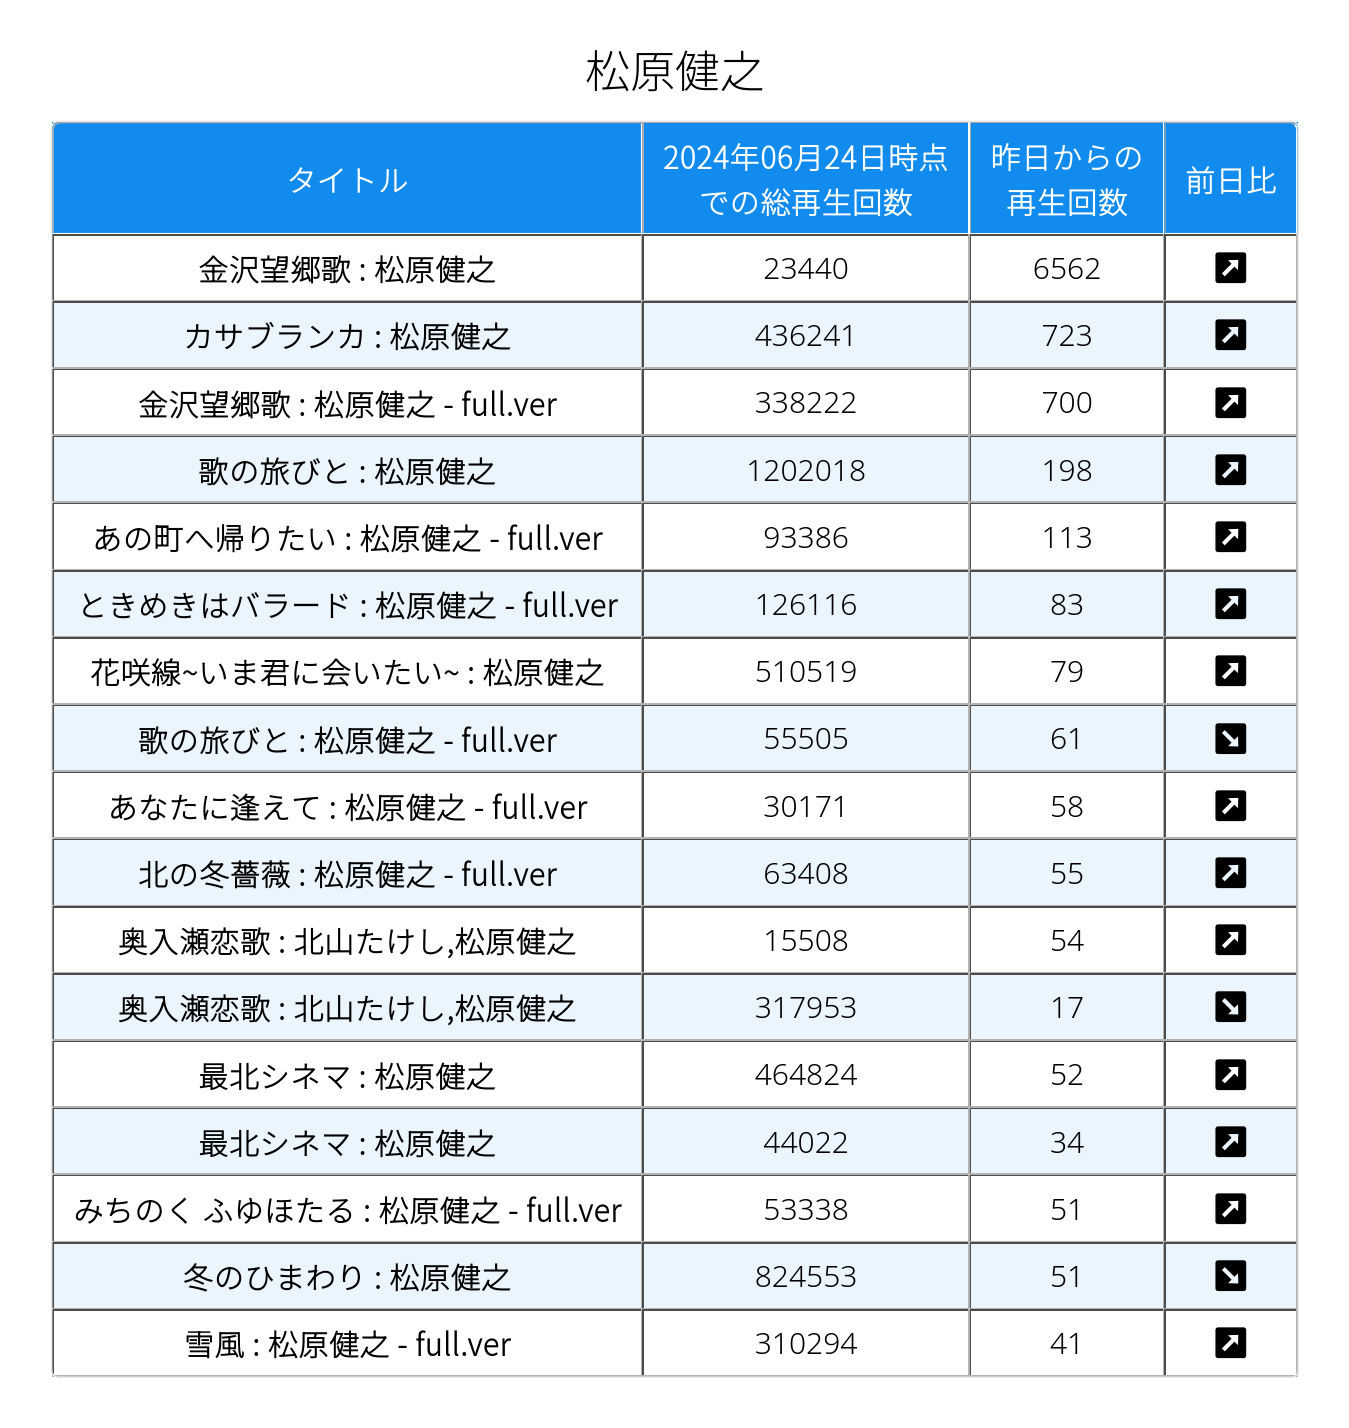 松原健之
タイトル
2024年06月24日時点
での総再生回数
昨日からの
再生回数
前日比
金沢望郷歌 : 松原健之 23440 6562
カサブランカ : 松原健之 436241 723
金沢望郷歌 : 松原健之 - full.ver 338222 700
歌の旅びと : 松原健之 1202018 198
あの町へ帰りたい : 松原健之 - full.ver 93386 113
ときめきはバラード : 松原健之 - full.ver 126116 83
花咲線~いま君に会いたい~ : 松原健之 510519 79
歌の旅びと : 松原健之 - full.ver 55505 61
あなたに逢えて : 松原健之 - full.ver 30171 58
北の冬薔薇 : 松原健之 - full.ver 63408 55
奥入瀬恋歌 : 北山たけし,松原健之 15508 54
奥入瀬恋歌 : 北山たけし,松原健之 317953 17
最北シネマ : 松原健之 464824 52
最北シネマ : 松原健之 44022 34
みちのく ふゆほたる : 松原健之 - full.ver 53338 51
冬のひまわり : 松原健之 824553 51
雪風 : 松原健之 - full.ver 310294 41